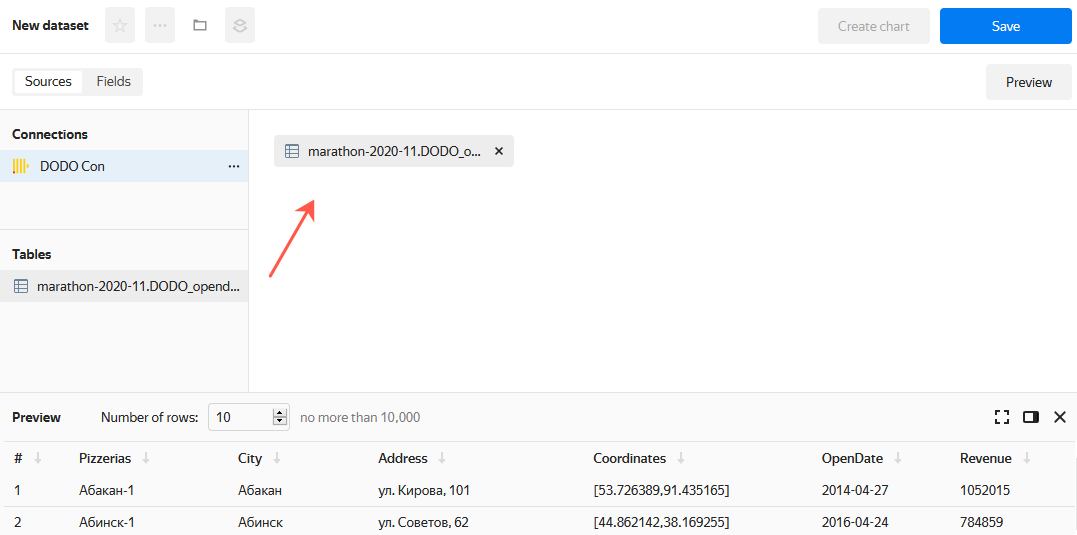 New dataset
Create chart
Save
Sources
Fields
Preview
Connections
DODO Con
marathon-2020-11.DODO_o...
Tables
marathon-2020-11.DODO_opend...
Preview Number of rows: 10 no more than 10,000
# Pizzerias City Address Coordinates OpenDate Revenue
1 Абакан-1 Абакан ул. Кирова, 101 [53.726389,91.435165] 2014-04-27 1052015
2 Абинск-1 Абинск ул. Советов, 62 [44.862142,38.169255] 2016-04-24 784859